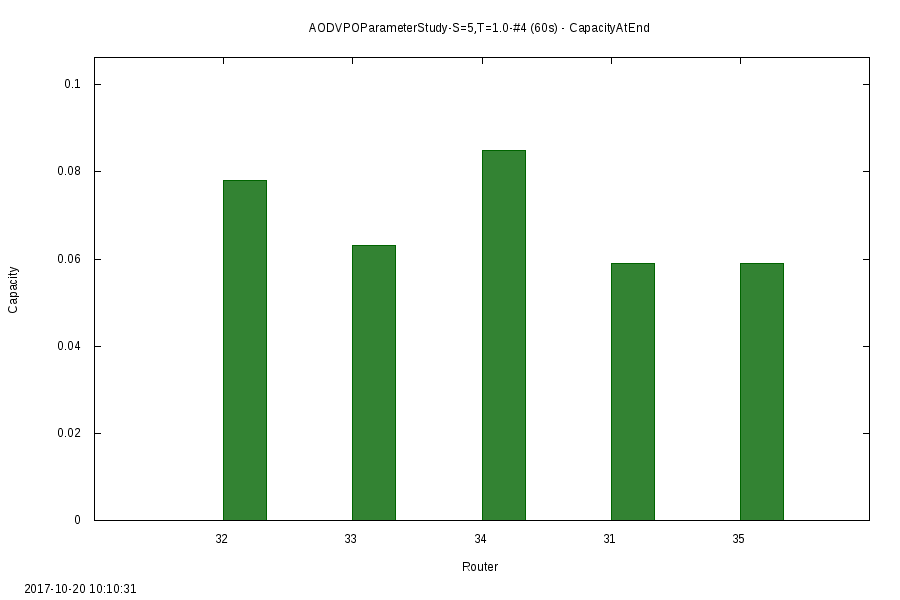 AODVPOParameterStudy-S=5,T=1.0-#4 (60s) - CapacityAtEnd
0.1
0.08
0.06
0.04
0.02
0
Capacity
32 33 34 31 35
Router
2017-10-20 10:10:31